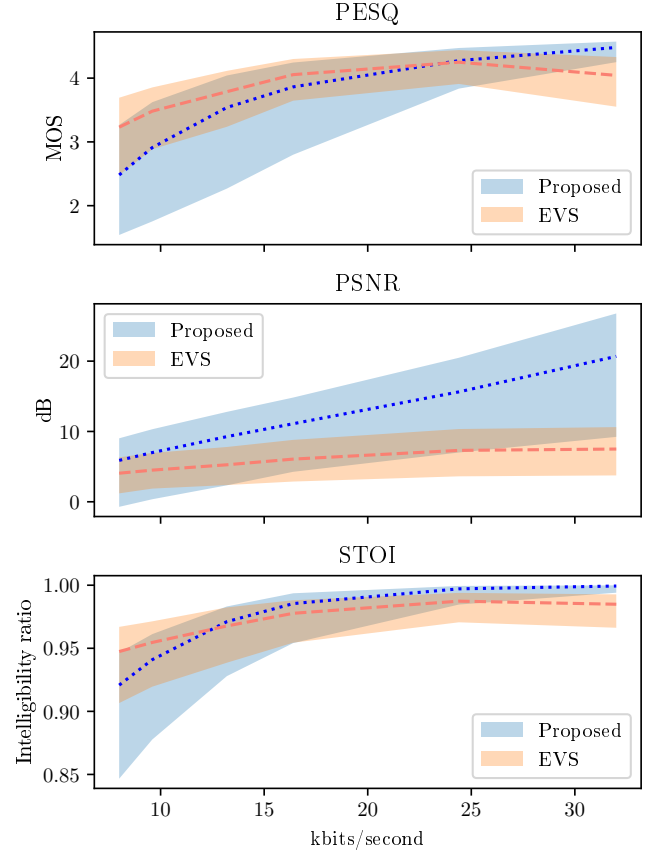 PESQ
4
3
2
MOS
Proposed
EVS
PSNR
20
10
0
dB
Proposed
EVS
STOI
1.00
0.95
0.90
0.85
Intelligibility ratio
Proposed
EVS
10 15 20 25 30
kbits/second